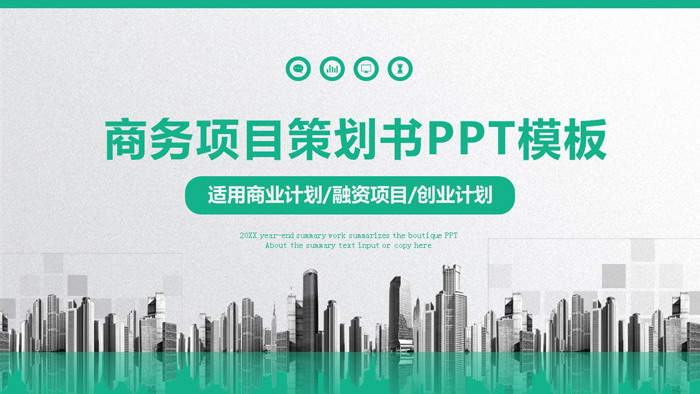 商务项目策划书PPT模板
适用商业计划/融资项目/创业计划
20XX year-end summary work summarizes the boutique PPT
About the summary text input or copy here